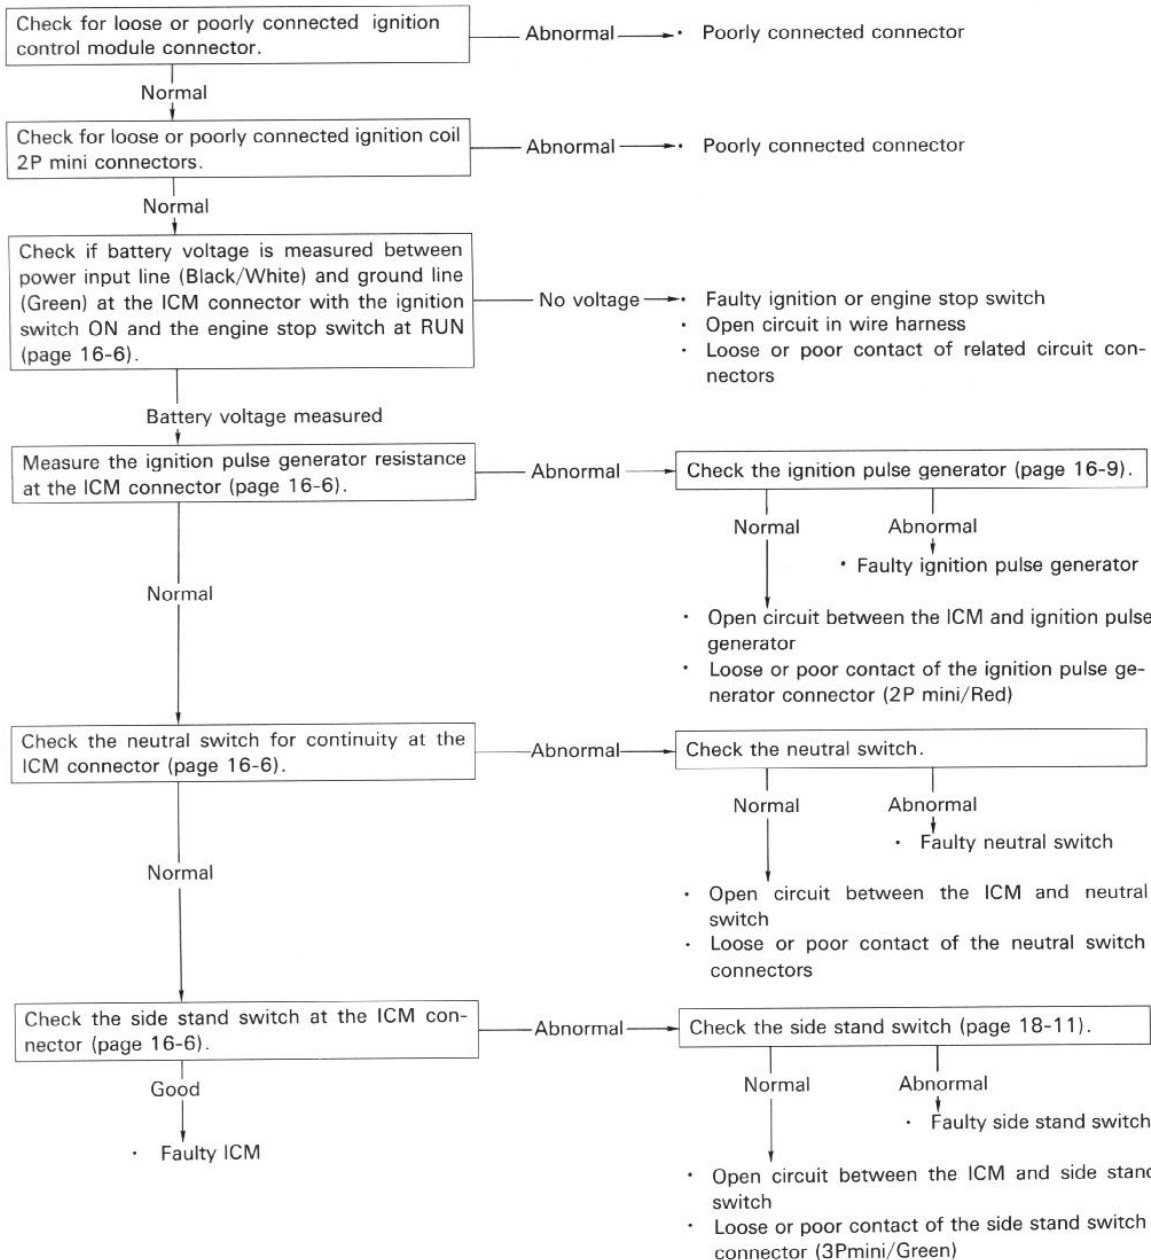 Check for loose or poorly connected ignition
control module connector.
Abnormal
· Poorly connected connector
Normal
Check for loose or poorly connected ignition coil
2P mini connectors.
Abnormal
· Poorly connected connector
Normal
Check if battery voltage is measured between
power input line (Black/White) and ground line
(Green) at the ICM connector with the ignition
switch ON and the engine stop switch at RUN
(page 16-6).
No voltage
· Faulty ignition or engine stop switch
· Open circuit in wire harness
· Loose or poor contact of related circuit con-
nectors
Battery voltage measured
Measure the ignition pulse generator resistance
at the ICM connector (page 16-6).
Abnormal
Check the ignition pulse generator (page 16-9).
Normal
Abnormal
· Faulty ignition pulse generator
· Open circuit between the ICM and ignition pulse
generator
· Loose or poor contact of the ignition pulse ge-
nerator connector (2P mini/Red)
Normal
Check the neutral switch for continuity at the
ICM connector (page 16-6).
Abnormal
Check the neutral switch.
Normal
Abnormal
· Faulty neutral switch
· Open circuit between the ICM and neutral
switch
· Loose or poor contact of the neutral switch
connectors
Normal
Check the side stand switch at the ICM con-
nector (page 16-6).
Abnormal
Check the side stand switch (page 18-11).
Normal
Abnormal
· Faulty side stand switch
· Open circuit between the ICM and side stand
switch
· Loose or poor contact of the side stand switch
connector (3Pmini/Green)
Good
· Faulty ICM